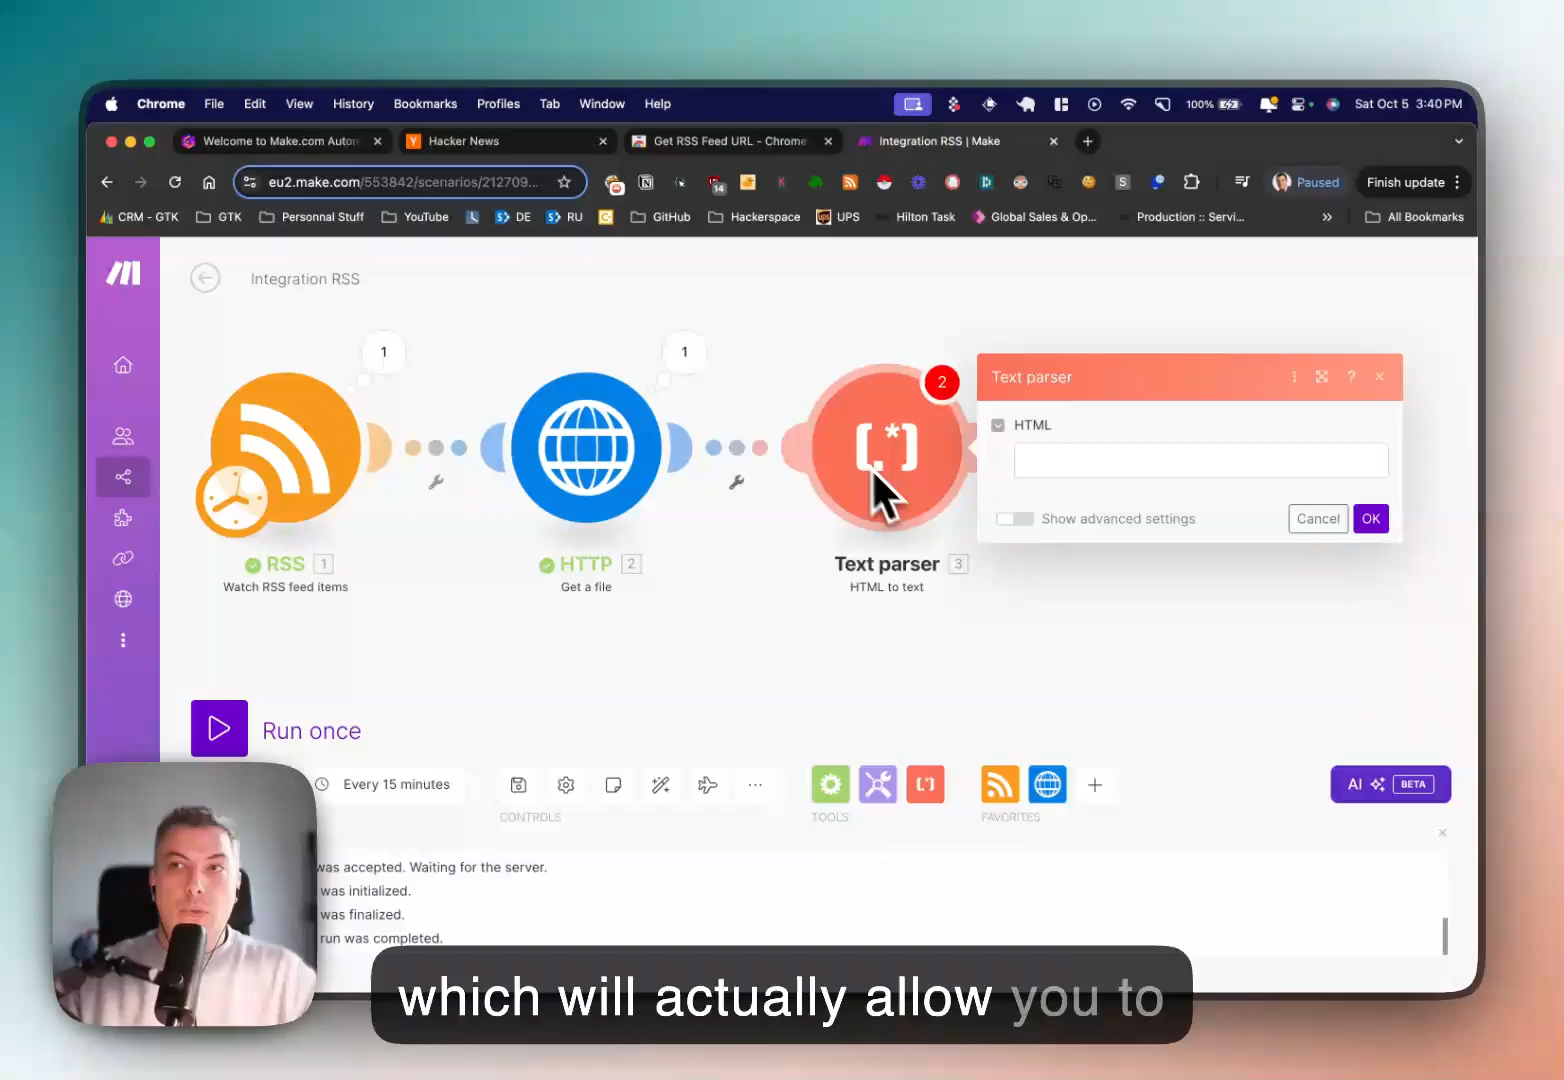 Chrome File Edit View History Bookmarks Profiles Tab Window Help 100% Sat Oct 5 3:40 PM
Welcome to Make.com Autom Hacker News Get RSS Feed URL - Chrome Integration RSS | Make
eu2.make.com/553842/scenarios/212709... 14 S Paused Finish update
CRM - GTK GTK Personnal Stuff YouTube DE RU GitHub Hackerspace UPS Hilton Task Global Sales & Op... Production :: Servi... » All Bookmarks
Integration RSS
1
1
2
Text parser ?
HTML
[.*]
Show advanced settings Cancel OK
RSS 1
Watch RSS feed items
HTTP 2
Get a file
Text parser 3
HTML to text
Run once
Every 15 minutes
CONTROLS
TOOLS
FAVORITES
AI BETA
was accepted. Waiting for the server.
was initialized.
was finalized.
run was completed.
which will actually allow you to